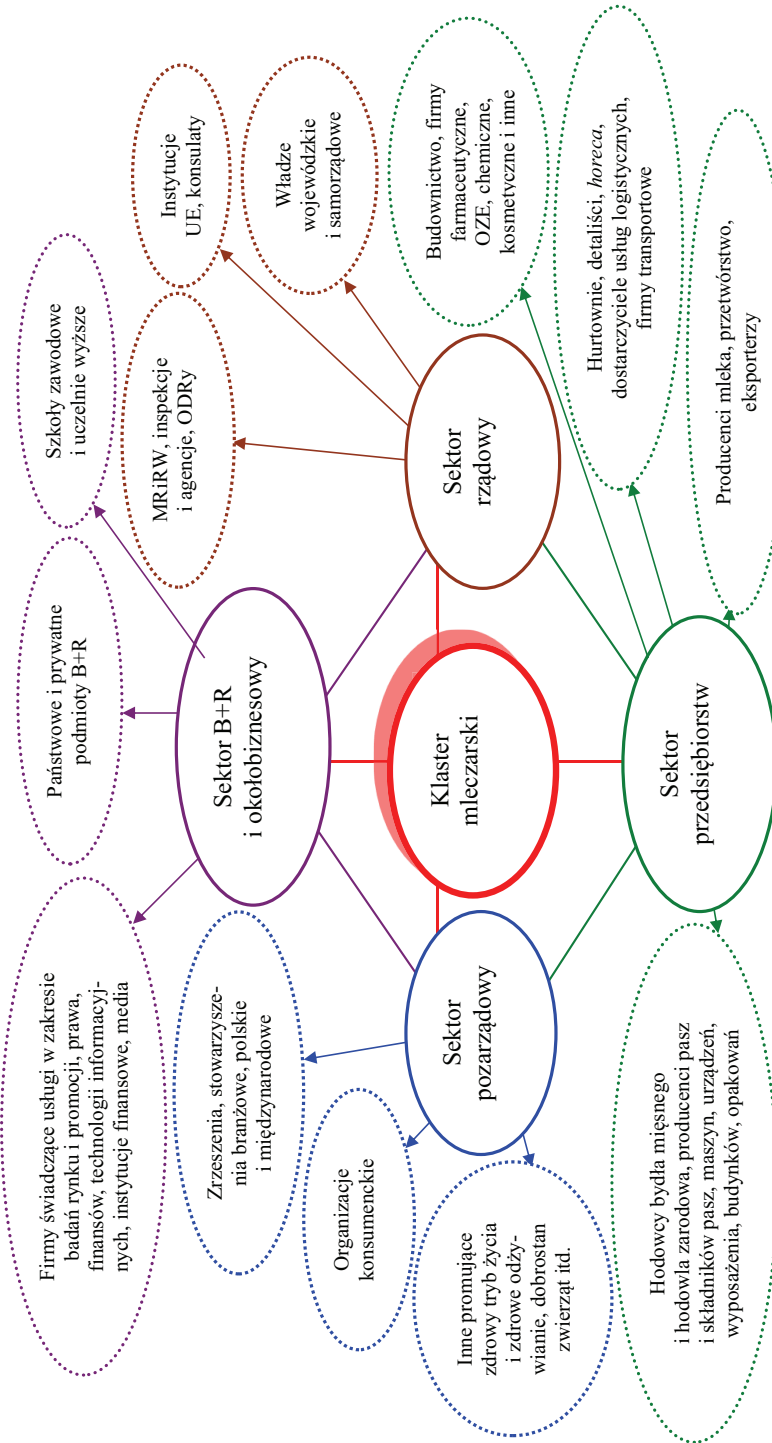 Firmy świadczące usługi w zakresie
badań rynku i promocji, prawa,
finansów, technologii informacyj-
nych, instytucje finansowe, media
Państwowe i prywatne
podmioty B+R
Szkoły zawodowe
i uczelnie wyższe
Zrzeszenia, stowarzysze-
nia branżowe, polskie
i międzynarodowe
Sektor B+R
i okołobiznesowy
MRiRW, inspekcje
i agencje, ODRy
Instytucje
UE, konsulaty
Organizacje
konsumenckie
Władze
wojewódzkie
i samorządowe
Sektor
pozarządowy
Klaster
mleczarski
Sektor
rządowy
Inne promujące
zdrowy tryb życia
i zdrowe odży-
wianie, dobrostan
zwierząt itd.
Budownictwo, firmy
farmaceutyczne,
OZE, chemiczne,
kosmetyczne i inne
Hurtownie, detaliści, horeca,
dostarczyciele usług logistycznych,
firmy transportowe
Sektor
przedsiębiorstw
Hodowcy bydła mięsnego
i hodowla zarodowa, producenci pasz
i składników pasz, maszyn, urządzeń,
wyposażenia, budynków, opakowań
Producenci mleka, przetwórstwo,
eksporterzy